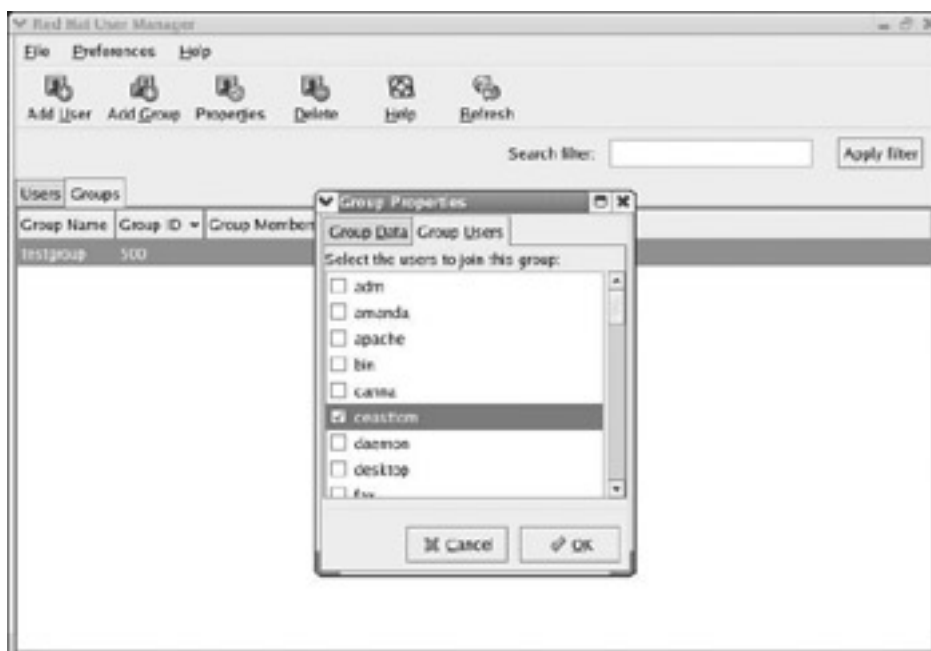 Red Hat User Manager
File Preferences Help
Add User Add Group Properties Delete Help Refresh
Search filter: Apply filter
Users Groups
Group Name Group ID Group Members
testgroup 500
Group Properties
Group Data Group Users
Select the users to join this group:
adm
amanda
apache
bin
canna
ceasttom
daemon
desktop
fax
Cancel OK